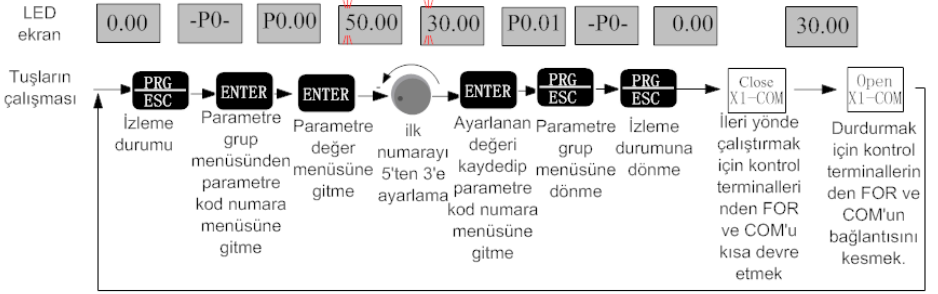 LED
ekran
0.00
-P0-
P0.00
50.00
30.00
P0.01
-P0-
0.00
30.00
Tuşların
çalışması
PRG
ESC
ENTER
ENTER
-
ENTER
PRG
ESC
PRG
ESC
Close
X1-COM
Open
X1-COM
İzleme
durumu
Parametre
grup
menüsünden
parametre
kod numara
menüsüne
gitme
Parametre
değer
menüsüne
gitme
ilk
numarayı
5'ten 3'e
ayarlama
Ayarlanan
değeri
kaydedip
parametre
kod numara
menüsüne
gitme
Parametre
grup
menüsüne
dönme
İzleme
durumuna
dönme
İleri yönde
çalıştırmak
için kontrol
terminalleri
nden FOR
ve COM'u
kısa devre
etmek
Durdurmak
için kontrol
terminallerin
den FOR ve
COM'un
bağlantısını
kesmek.